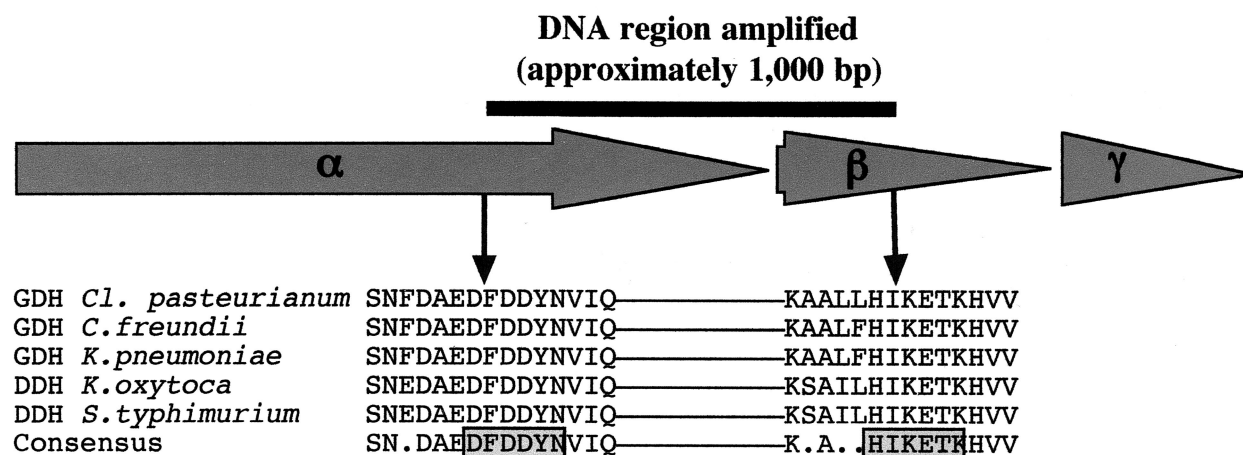 DNA region amplified
(approximately 1,000 bp)
α β γ
GDH Cl. pasteurianum SNFDAEDFDDYNVIQ KAALLHIKETKHVV
GDH C.freundii SNFDAEDFDDYNVIQ KAALFHIKETKHVV
GDH K.pneumoniae SNFDAEDFDDYNVIQ KAALFHIKETKHVV
DDH K.oxytoca SNEDAEDFDDYNVIQ KSAILHIKETKHVV
DDH S.typhimurium SNEDAEDFDDYNVIQ KSAILHIKETKHVV
Consensus SN.DAEDFDDYNVIQ K.A..HIKETKHVV